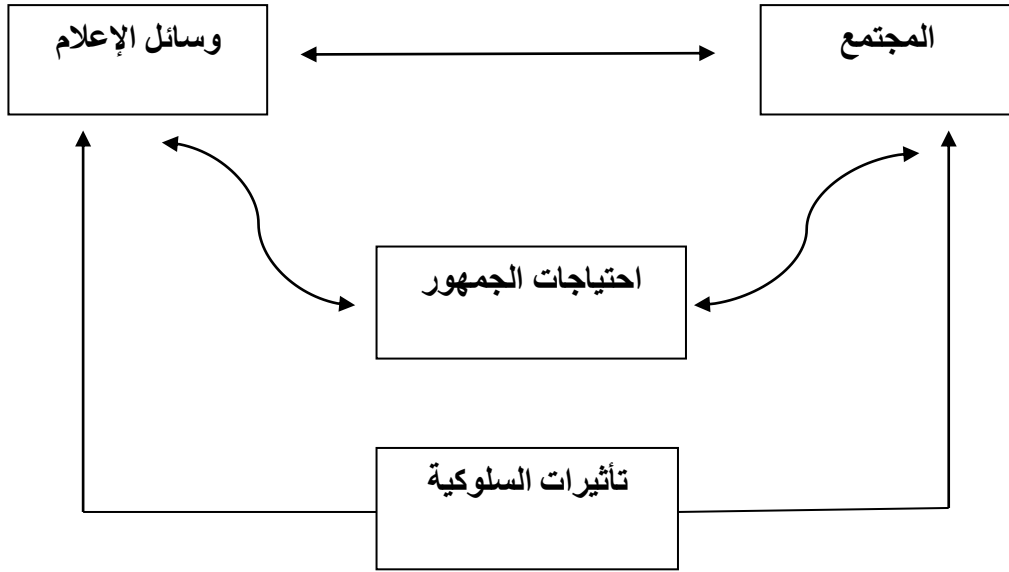 المجتمع
وسائل الإعلام
احتياجات الجمهور
تأثيرات السلوكية